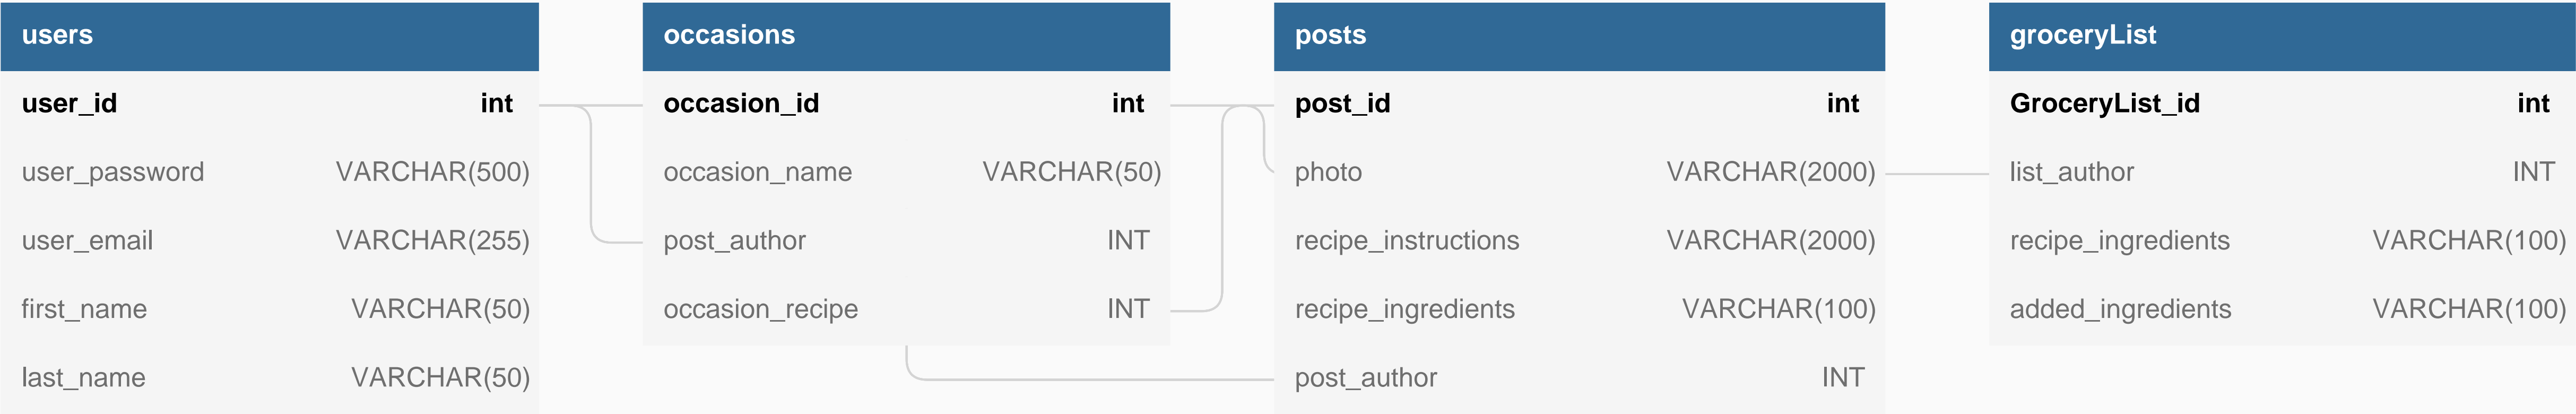 users
user_id int
user_password VARCHAR(500)
user_email VARCHAR(255)
first_name VARCHAR(50)
last_name VARCHAR(50)
occasions
occasion_id int
occasion_name VARCHAR(50)
post_author INT
occasion_recipe INT
posts
post_id int
photo VARCHAR(2000)
recipe_instructions VARCHAR(2000)
recipe_ingredients VARCHAR(100)
post_author INT
groceryList
GroceryList_id int
list_author INT
recipe_ingredients VARCHAR(100)
added_ingredients VARCHAR(100)